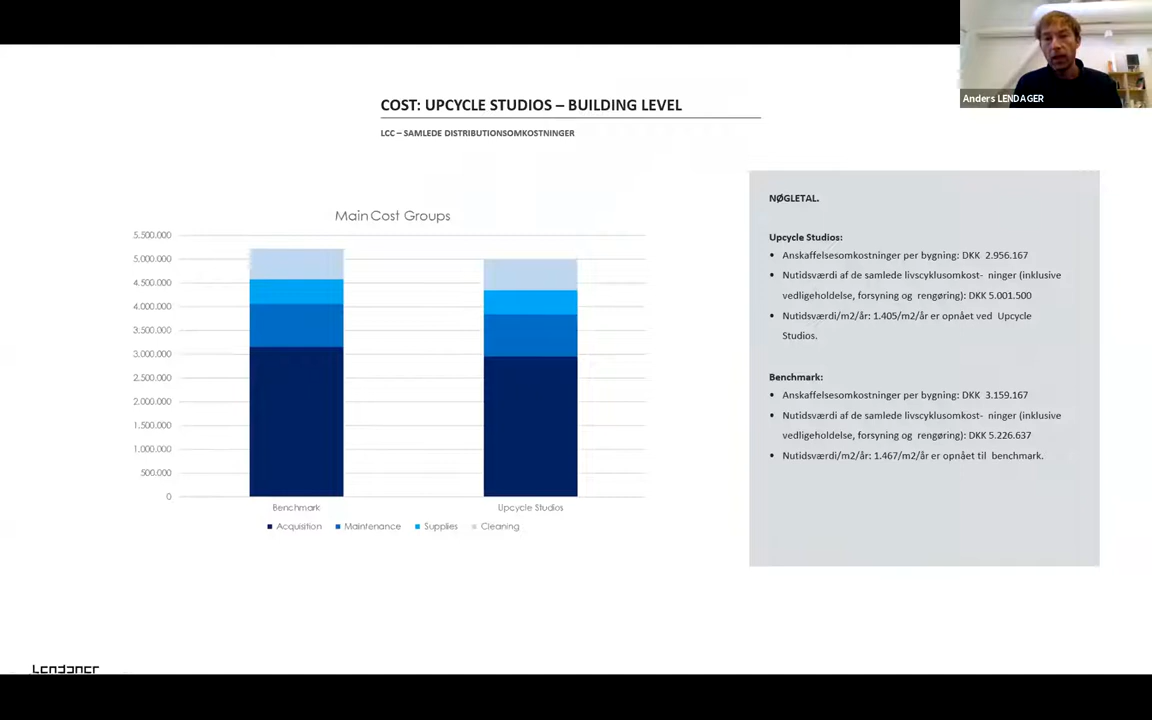 Anders LENDAGER
COST: UPCYCLE STUDIOS – BUILDING LEVEL
LCC – SAMLEDE DISTRIBUTIONSOMKOSTNINGER
Main Cost Groups
5.500.000
5.000.000
4.500.000
4.000.000
3.500.000
3.000.000
2.500.000
2.000.000
1.500.000
1.000.000
500.000
0
Benchmark
Upcycle Studios
Acquisition
Maintenance
Supplies
Cleaning
NØGLETAL.
Upcycle Studios:
• Anskaffelsesomkostninger per bygning: DKK 2.956.167
• Nutidsværdi af de samlede livscyklusomkost- ninger (inklusive
vedligeholdelse, forsyning og rengøring): DKK 5.001.500
• Nutidsværdi/m2/år: 1.405/m2/år er opnået ved Upcycle
Studios.
Benchmark:
• Anskaffelsesomkostninger per bygning: DKK 3.159.167
• Nutidsværdi af de samlede livscyklusomkost- ninger (inklusive
vedligeholdelse, forsyning og rengøring): DKK 5.226.637
• Nutidsværdi/m2/år: 1.467/m2/år er opnået til benchmark.
Lendager